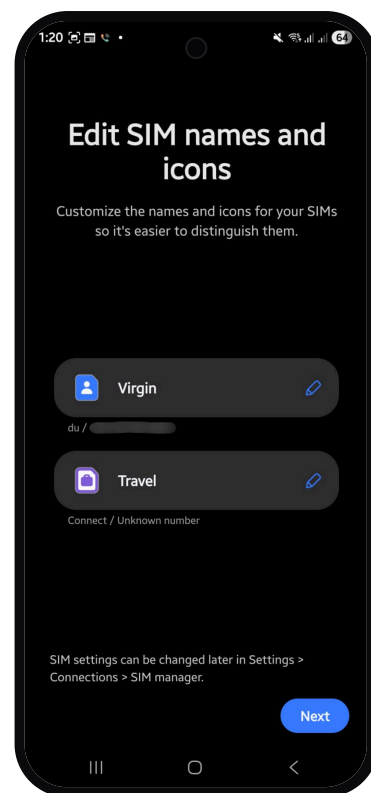 1:20
64
Edit SIM names and
icons
Customize the names and icons for your SIMs
so it's easier to distinguish them.
Virgin
du /
Travel
Connect / Unknown number
SIM settings can be changed later in Settings >
Connections > SIM manager.
Next